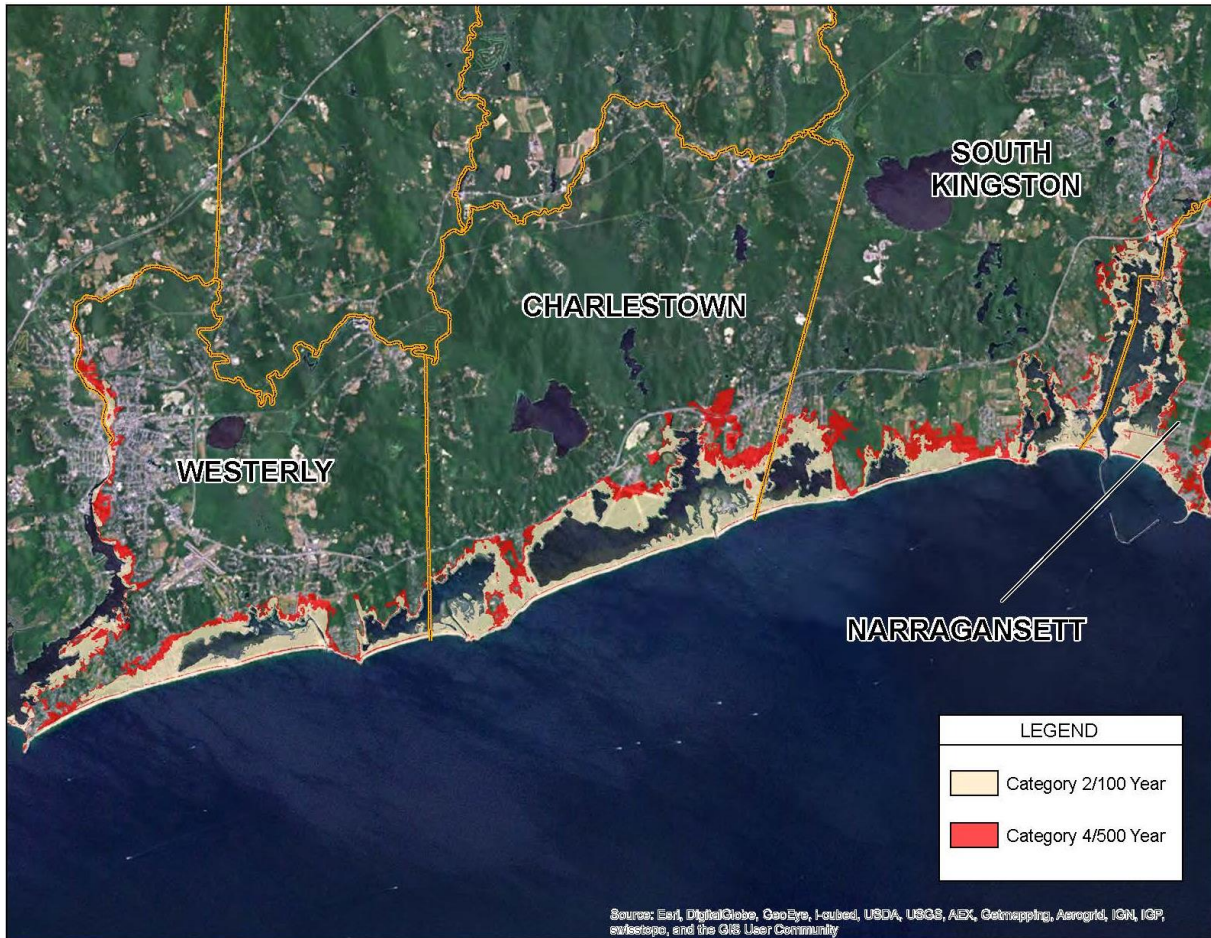 SOUTH
KINGSTON
CHARLESTOWN
WESTERLY
NARRAGANSETT
LEGEND
Category 2/100 Year
Category 4/500 Year
Source: Esri, DigitalGlobe, GeoEye, i-cubed, USDA, USGS, AEX, Getmapping, Aerogrid, IGN, IGP,
swisstopo, and the GIS User Community